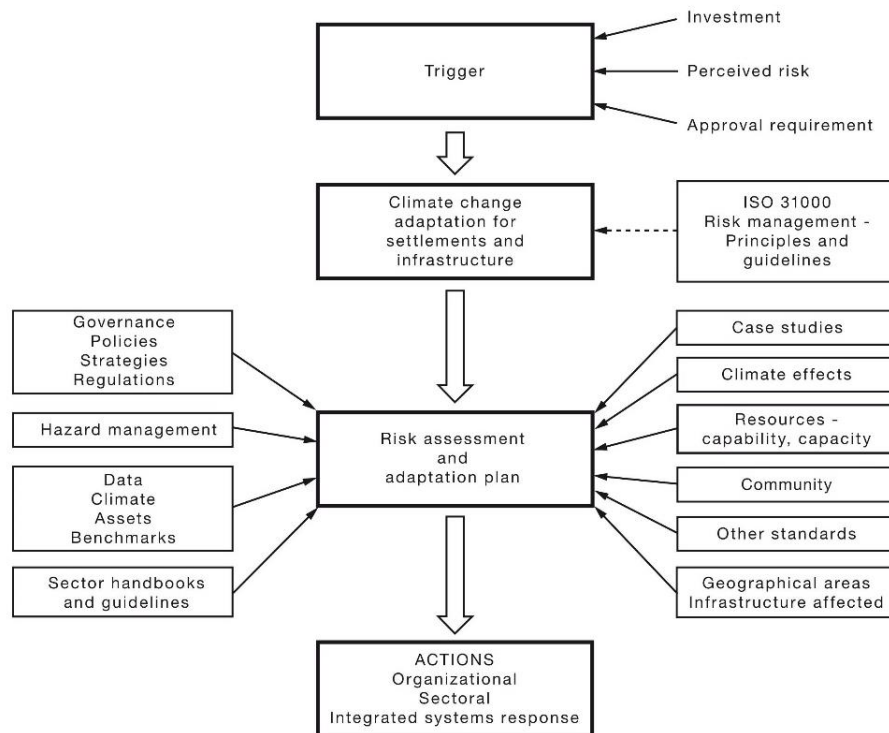 Investment
Trigger
Perceived risk
Approval requirement
Climate change
adaptation for
settlements and
infrastructure
ISO 31000
Risk management -
Principles and
guidelines
Governance
Policies
Strategies
Regulations
Hazard management
Data
Climate
Assets
Benchmarks
Sector handbooks
and guidelines
Risk assessment
and
adaptation plan
Case studies
Climate effects
Resources -
capability, capacity
Community
Other standards
Geographical areas
Infrastructure affected
ACTIONS
Organizational
Sectoral
Integrated systems response